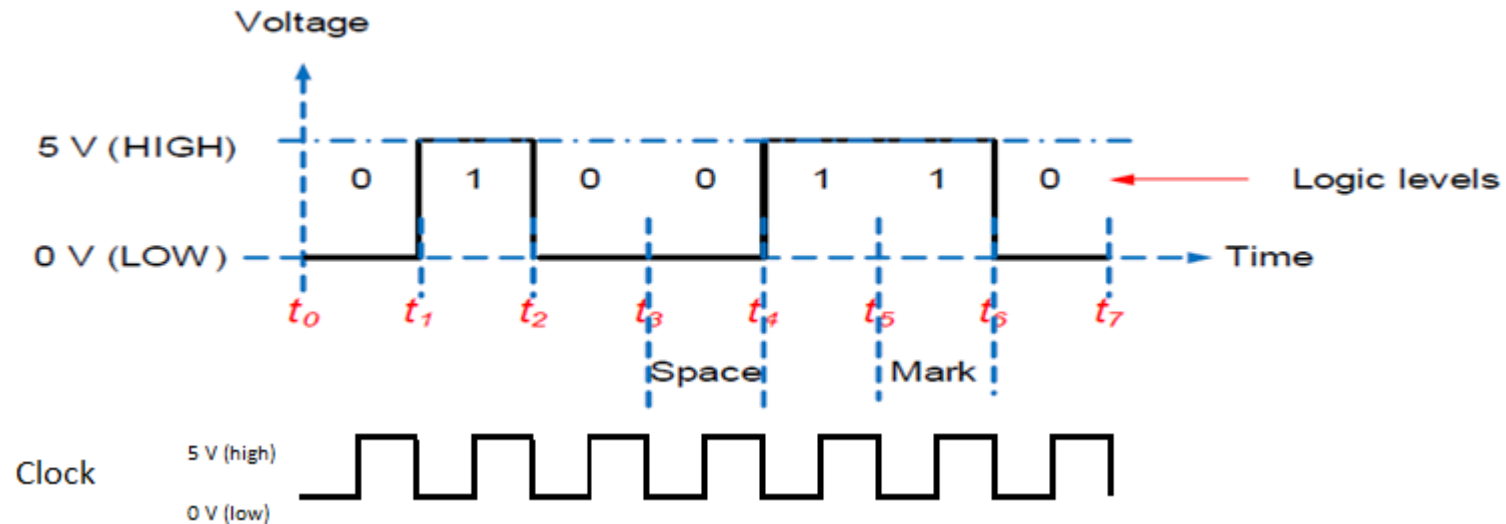 Voltage
5 V (HIGH)
0 1 0 0 1 1 0
Logic levels
0 V (LOW)
Time
t₀ t₁ t₂ t₃ t₄ t₅ t₆ t₇
Space
Mark
Clock
5 V (high)
0 V (low)